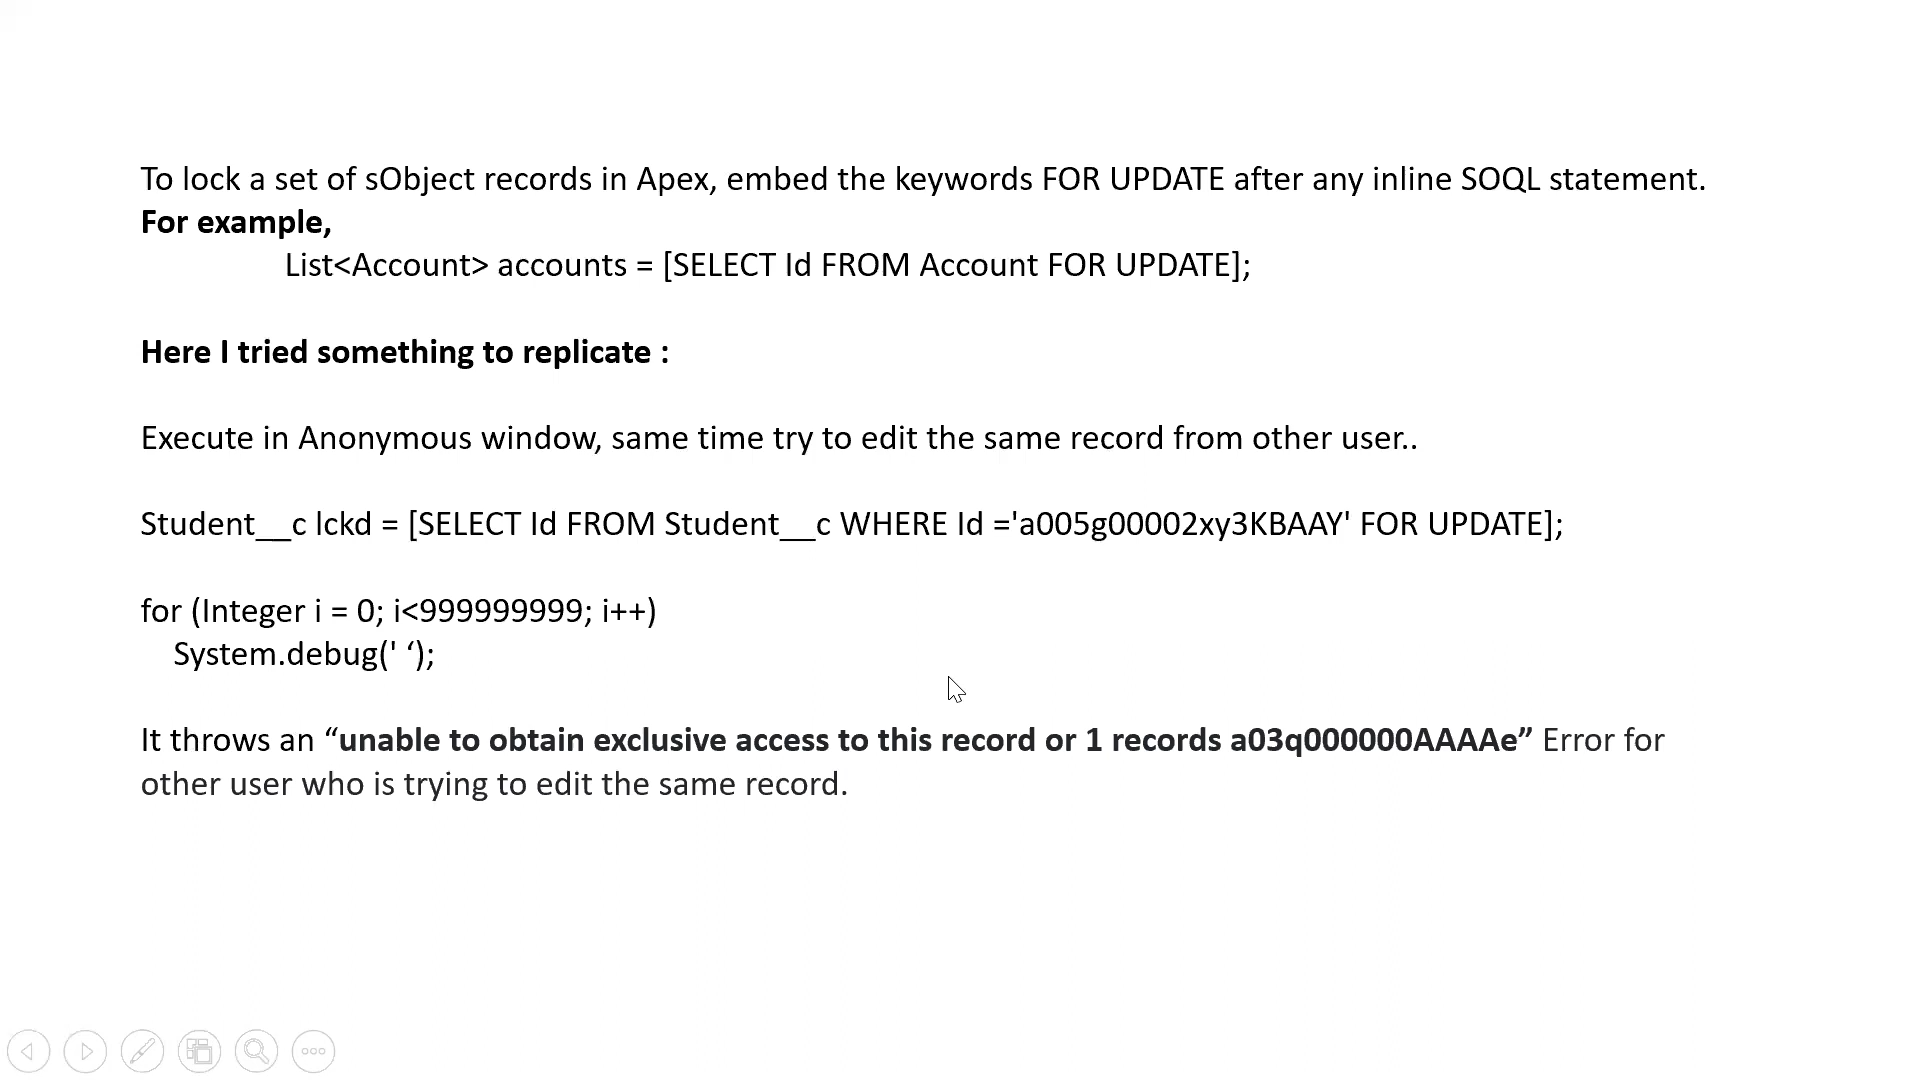 To lock a set of sObject records in Apex, embed the keywords FOR UPDATE after any inline SOQL statement.
For example,
List<Account> accounts = [SELECT Id FROM Account FOR UPDATE];
Here I tried something to replicate :
Execute in Anonymous window, same time try to edit the same record from other user..
Student__c lckd = [SELECT Id FROM Student__c WHERE Id ='a005g00002xy3KBAAY' FOR UPDATE];
for (Integer i = 0; i<999999999; i++)
System.debug(' ‘);
It throws an “unable to obtain exclusive access to this record or 1 records a03q000000AAAAe” Error for
other user who is trying to edit the same record.